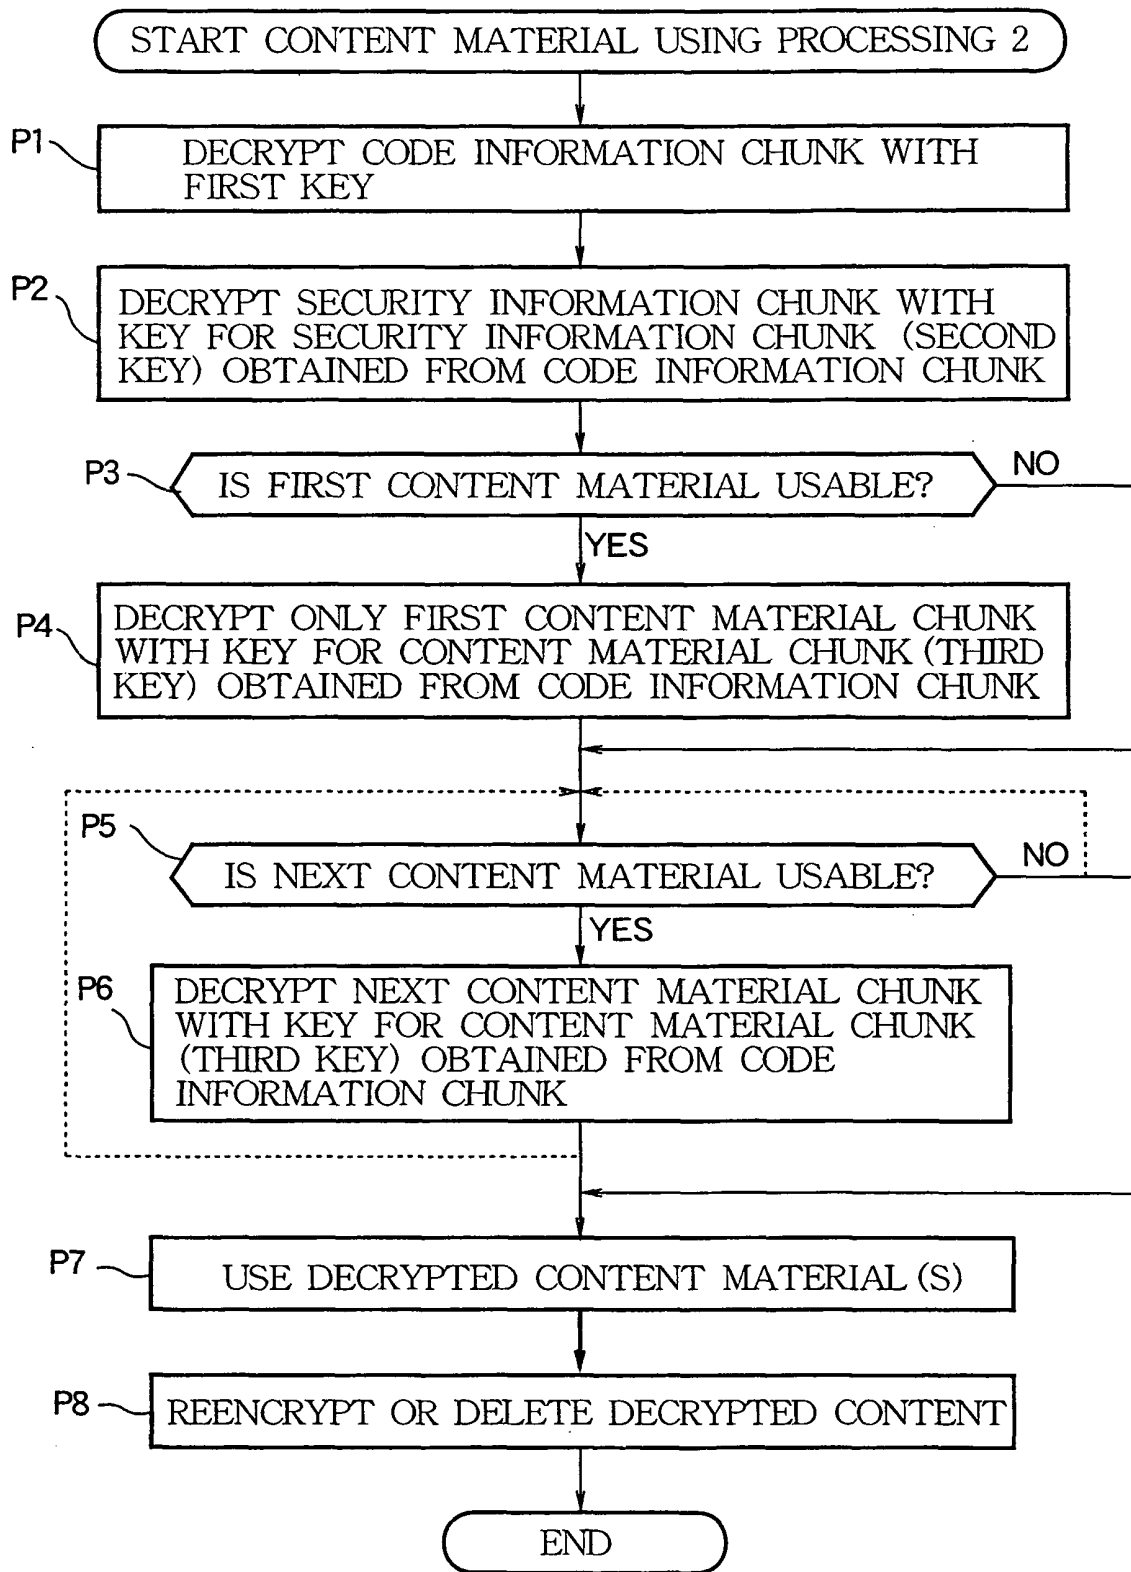 START CONTENT MATERIAL USING PROCESSING 2
P1
DECRYPT CODE INFORMATION CHUNK WITH
FIRST KEY
P2
DECRYPT SECURITY INFORMATION CHUNK WITH
KEY FOR SECURITY INFORMATION CHUNK (SECOND
KEY) OBTAINED FROM CODE INFORMATION CHUNK
P3
IS FIRST CONTENT MATERIAL USABLE?
NO
YES
P4
DECRYPT ONLY FIRST CONTENT MATERIAL CHUNK
WITH KEY FOR CONTENT MATERIAL CHUNK (THIRD
KEY) OBTAINED FROM CODE INFORMATION CHUNK
P5
IS NEXT CONTENT MATERIAL USABLE?
NO
YES
P6
DECRYPT NEXT CONTENT MATERIAL CHUNK
WITH KEY FOR CONTENT MATERIAL CHUNK
(THIRD KEY) OBTAINED FROM CODE
INFORMATION CHUNK
P7
USE DECRYPTED CONTENT MATERIAL (S)
P8
REENCRYPT OR DELETE DECRYPTED CONTENT
END